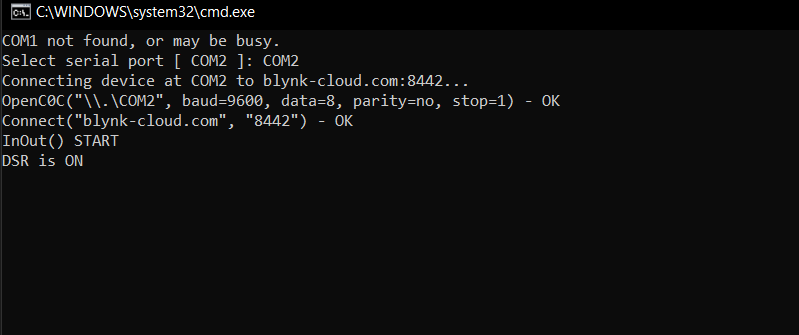 C:\WINDOWS\system32\cmd.exe
COM1 not found, or may be busy.
Select serial port [ COM2 ]: COM2
Connecting device at COM2 to blynk-cloud.com:8442...
OpenC0C("\\.\COM2", baud=9600, data=8, parity=no, stop=1) - OK
Connect("blynk-cloud.com", "8442") - OK
InOut() START
DSR is ON